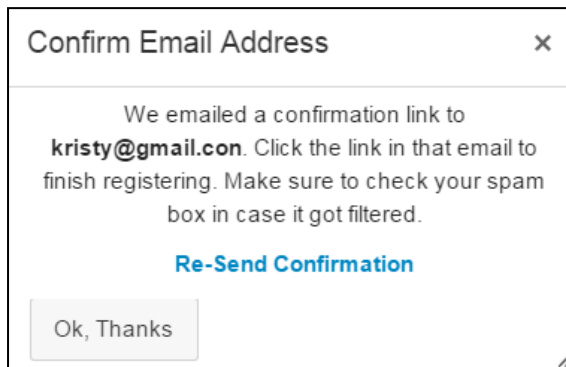 Confirm Email Address ×
We emailed a confirmation link to
kristy@gmail.con. Click the link in that email to
finish registering. Make sure to check your spam
box in case it got filtered.
Re-Send Confirmation
Ok, Thanks